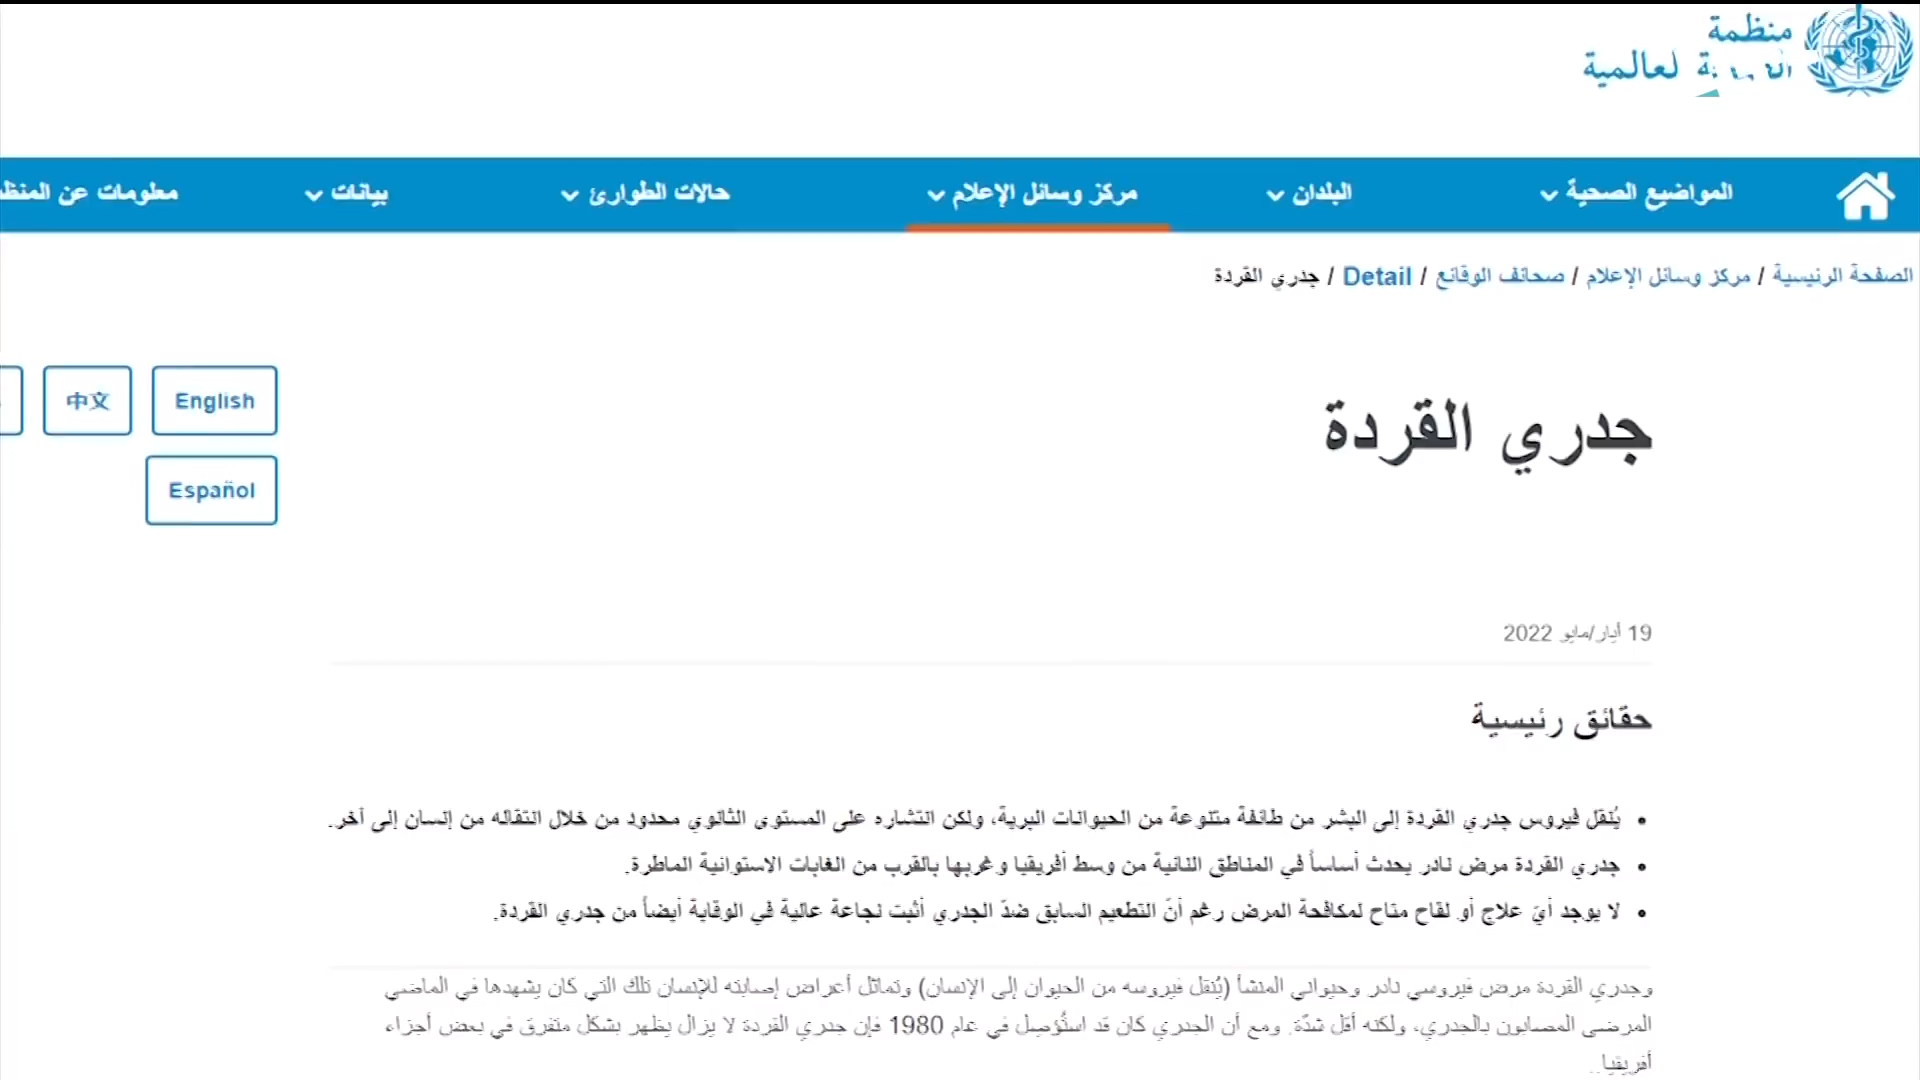 منظمة
لعالمية
المواضيع الصحية
البلدان
مركز وسائل الإعلام
حالات الطوارئ
بيانات
معلومات عن
الصفحة الرئيسية / مركز وسائل الإعلام / صحائف الوقائع / Detail / جدري القردة
English
中文
Español
جدري القردة
19 أيار/مايو 2022
حقائق رئيسية
• يُنقل فيروس جدري القردة إلى البشر من طائفة متنوعة من الحيوانات البرية، ولكن انتشاره على المستوى الثانوي محدود من خلال انتقاله من إنسان إلى آخر.
• جدري القردة مرض نادر يحدث أساساً في المناطق النائية من وسط أفريقيا وغربها بالقرب من الغابات الاستوائية الماطرة.
• لا يوجد أيّ علاج أو لقاح متاح لمكافحة المرض رغم أنّ التطعيم السابق ضدّ الجدري أثبت نجاعة عالية في الوقاية أيضاً من جدري القردة.
وجدري القردة مرض فيروسي نادر وحيواني المنشأ (يُنقل فيروسه من الحيوان إلى الإنسان) وتماثل أعراض إصابته للإنسان تلك التي كان يشهدها في الماضي
المرضى المصابون بالجدري، ولكنه أقل شدّة. ومع أن الجدري كان قد استُؤصِل في عام 1980 فإن جدري القردة لا يزال يظهر بشكل متفرق في بعض أجزاء
أفريقيا..